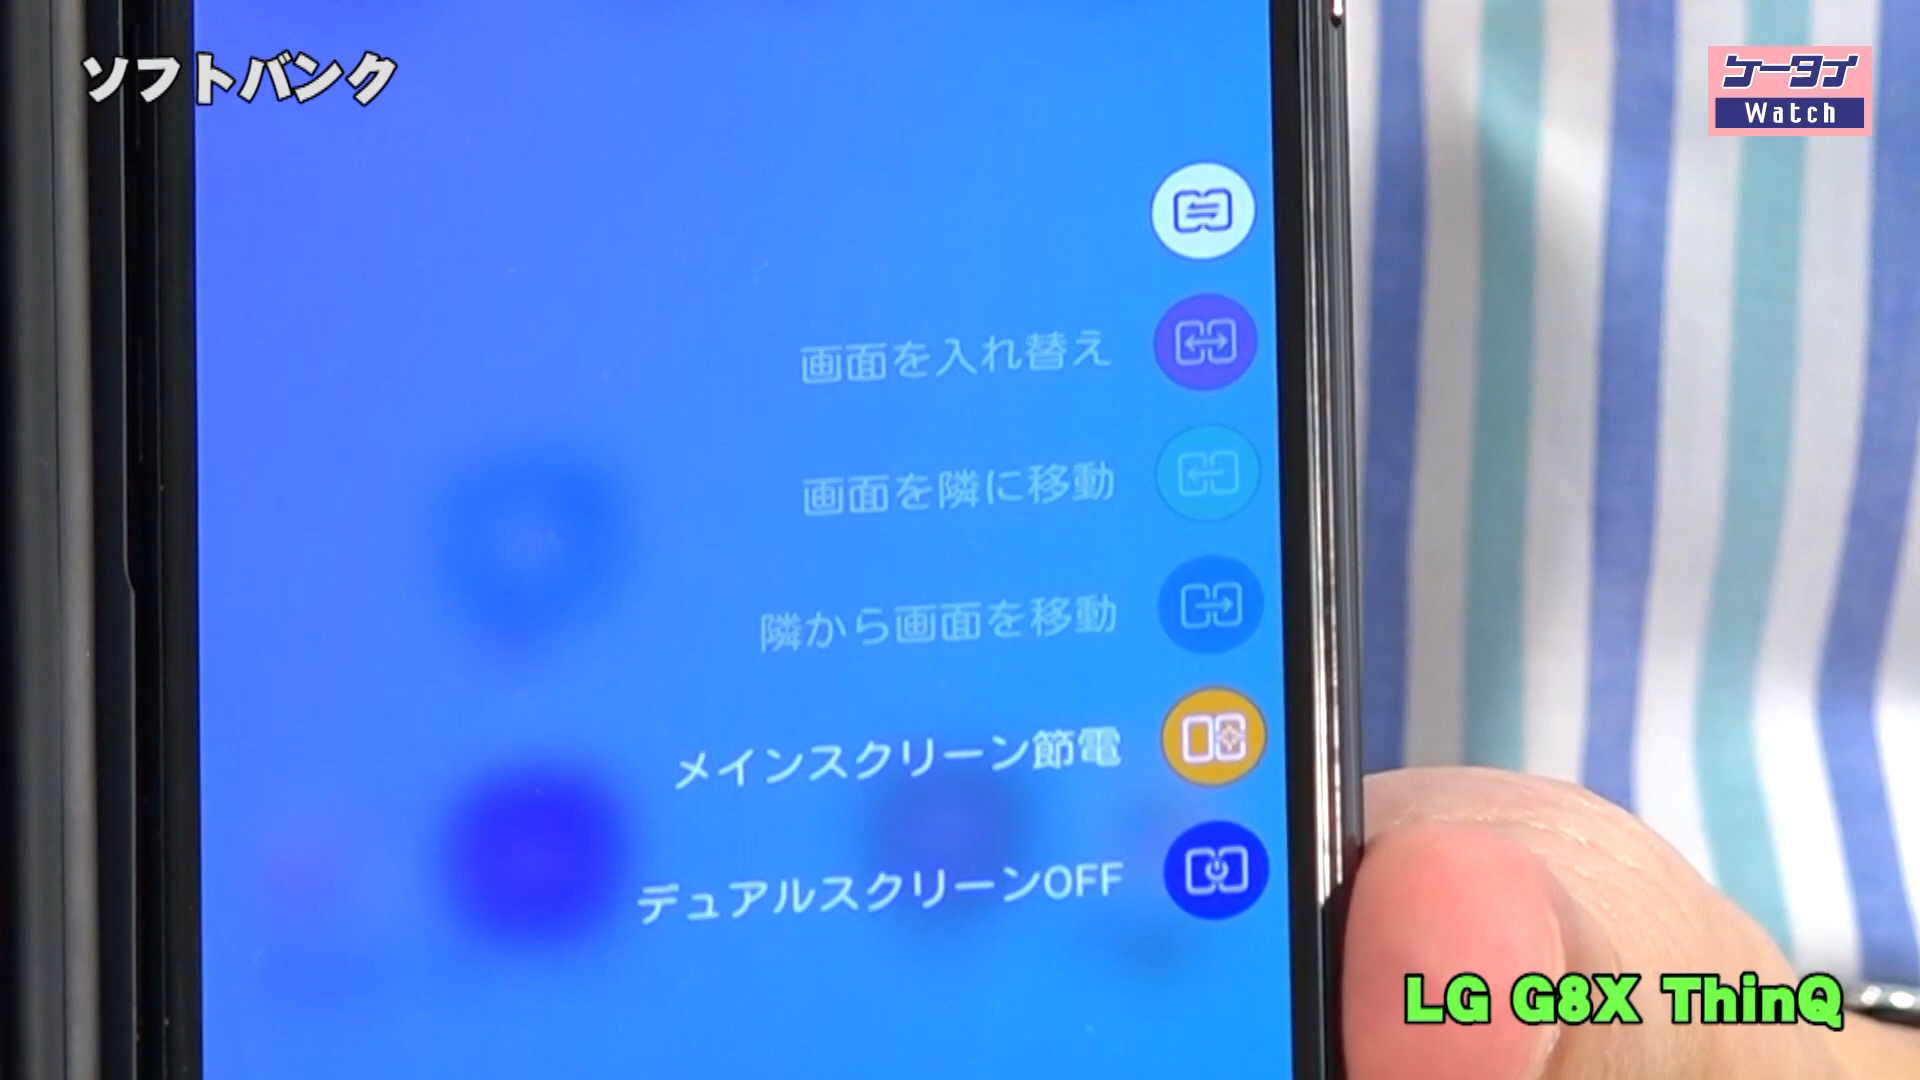 ソフトバンク
ケータイ
Watch
画面を入れ替え
画面を隣に移動
隣から画面を移動
メインスクリーン節電
デュアルスクリーンOFF
LG G8X ThinQ